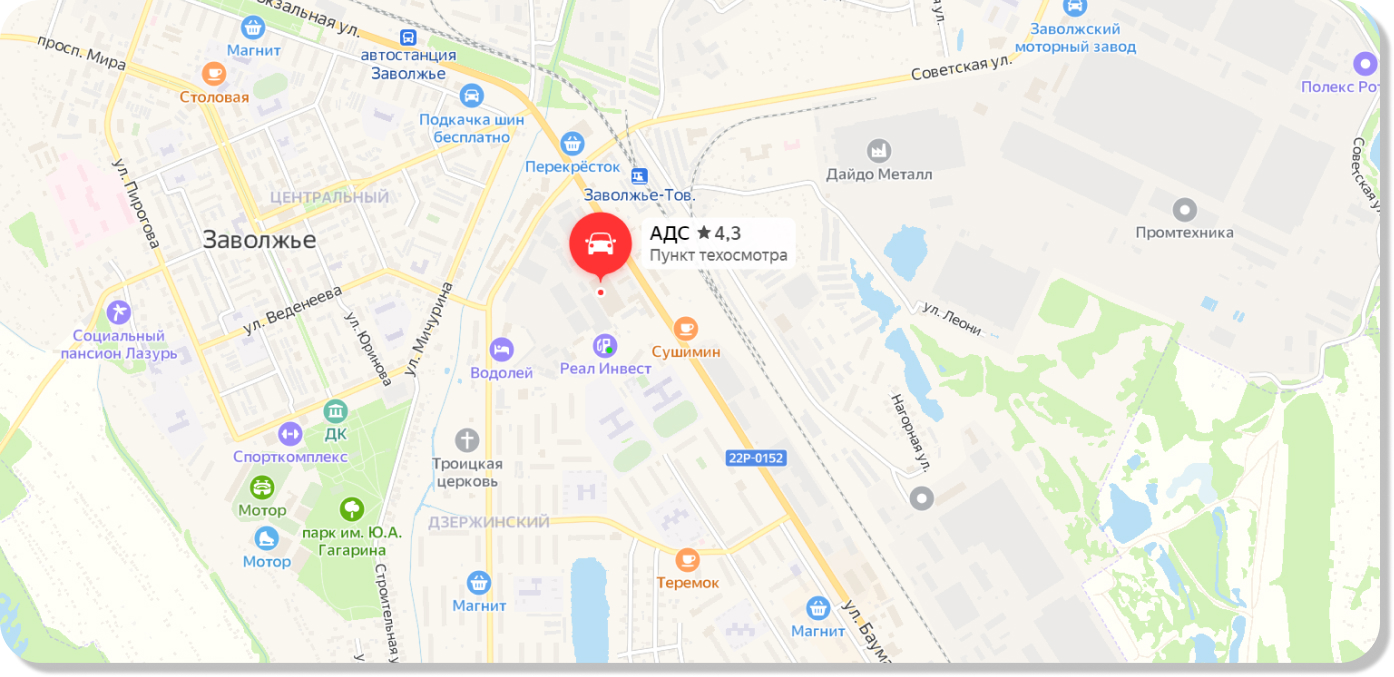 окзальная ул.
просп. Мира
Магнит
автостанция
Заволжье
Столовая
Подкачка шин
бесплатно
Перекрёсток
Заволжье-Тов.
Советская ул.
ул.
Заволжский
моторный завод
Полекс Рот
Дайдо Металл
Советская ул
Промтехника
ул. Пирогова
ЦЕНТРАЛЬНЫЙ
Заволжье
АДС ★ 4,3
Пункт техосмотра
ул. Веденеева
ул. Юринова
ул. Мичурина
Социальный
пансион Лазурь
Водолей
Реал Инвест
Сушимин
ул. Леони
Нагорная ул.
ДК
Спорткомплекс
Троицкая
церковь
22Р-0152
Мотор
парк им. Ю.А.
Гагарина
Мотор
ДЗЕРЖИНСКИЙ
Строительная у
Магнит
Теремок
Магнит
ул. Баума